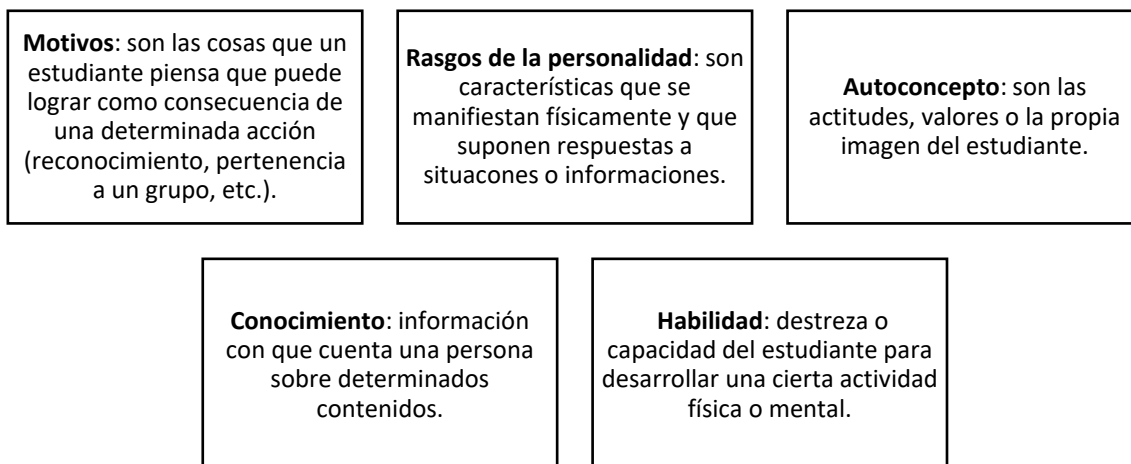 Motivos: son las cosas que un
estudiante piensa que puede
lograr como consecuencia de
una determinada acción
(reconocimiento, pertenencia
a un grupo, etc.).
Rasgos de la personalidad: son
características que se
manifiestan físicamente y que
suponen respuestas a
situacones o informaciones.
Autoconcepto: son las
actitudes, valores o la propia
imagen del estudiante.
Conocimiento: información
con que cuenta una persona
sobre determinados
contenidos.
Habilidad: destreza o
capacidad del estudiante para
desarrollar una cierta actividad
física o mental.